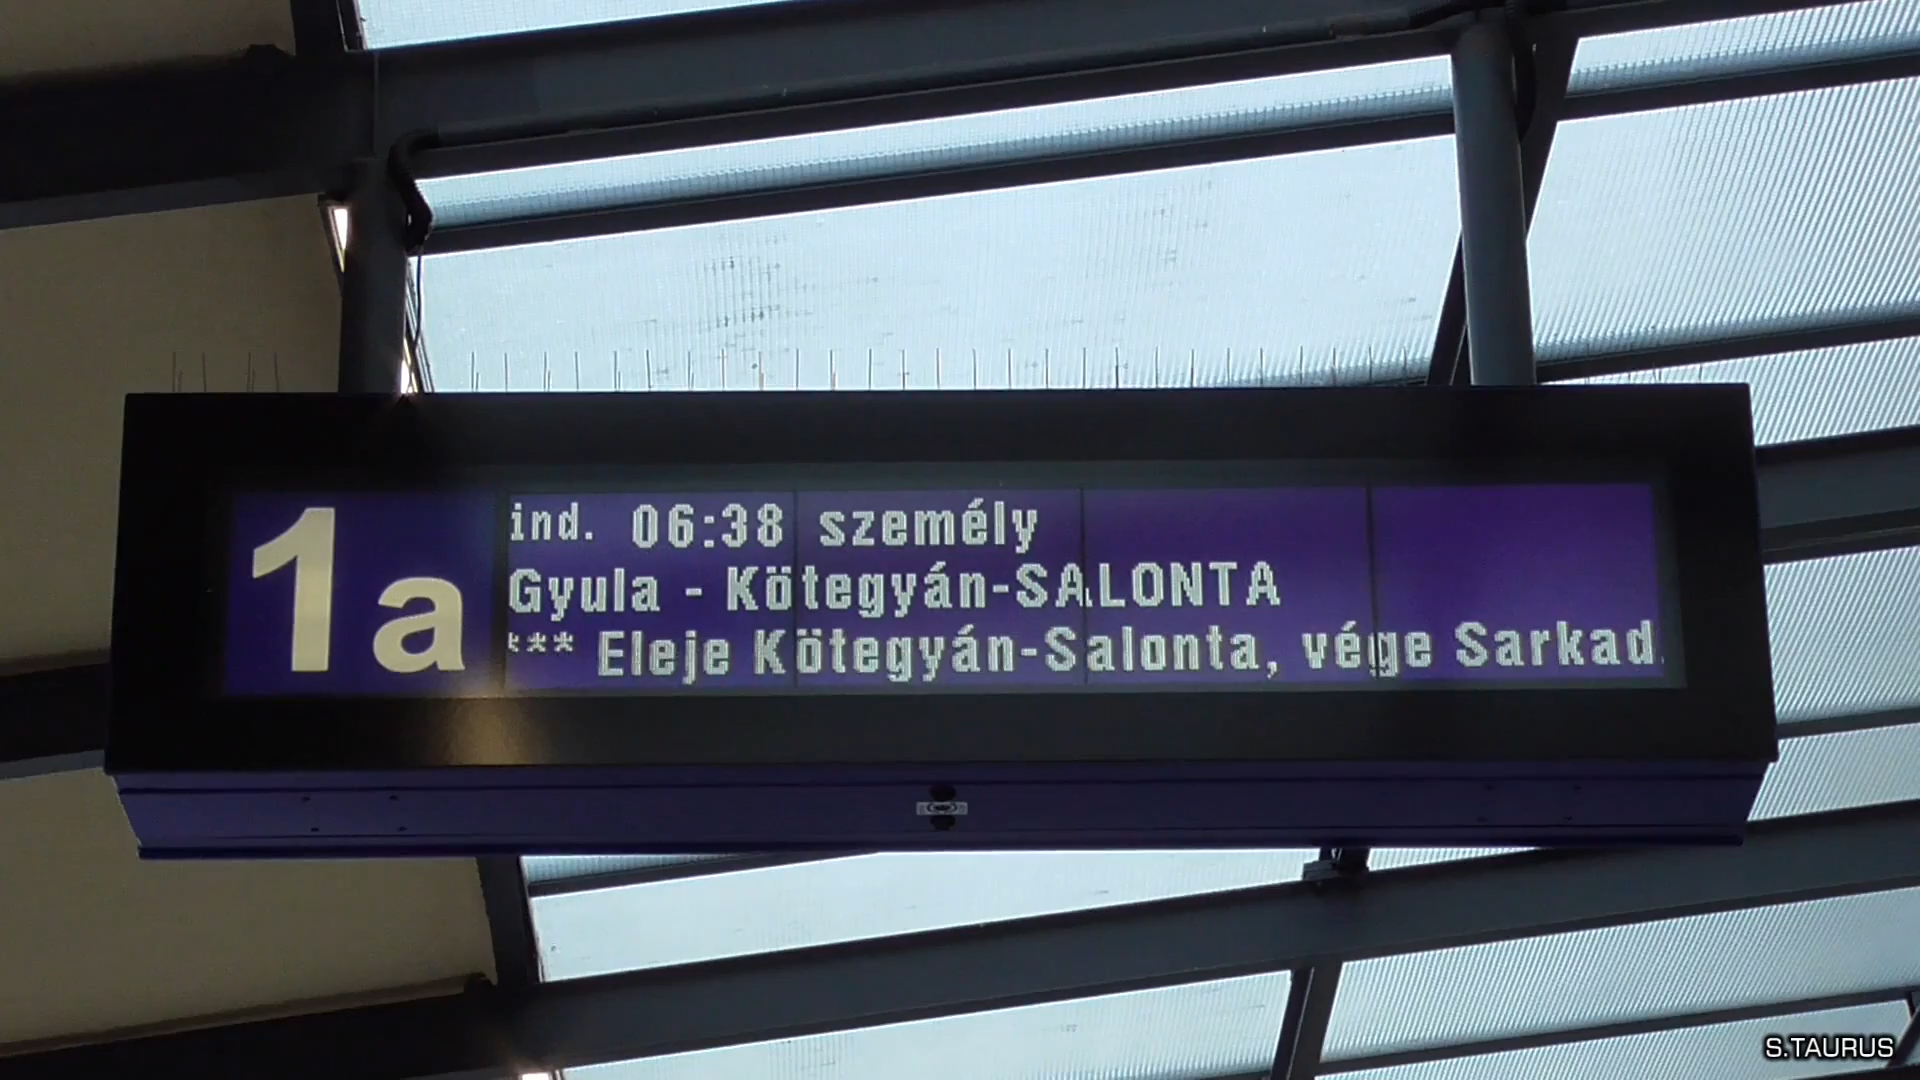 1a
ind. 06:38 személy
Gyula - Kötegyán-SALONTA
*** Eleje Kötegyán-Salonta, vége Sarkad
S.TAURUS